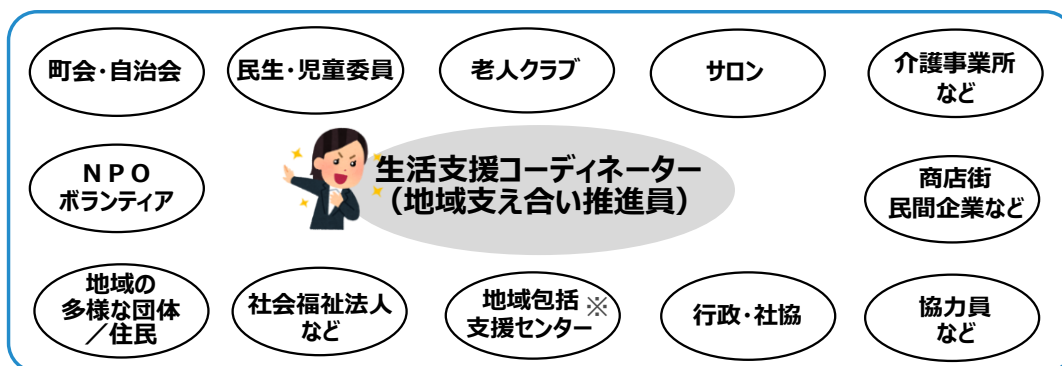 町会・自治会
民生・児童委員
老人クラブ
サロン
介護事業所
など
NPO
ボランティア
生活支援コーディネーター
(地域支え合い推進員)
商店街
民間企業など
地域の
多様な団体
/住民
社会福祉法人
など
地域包括※
支援センター
行政・社協
協力員
など